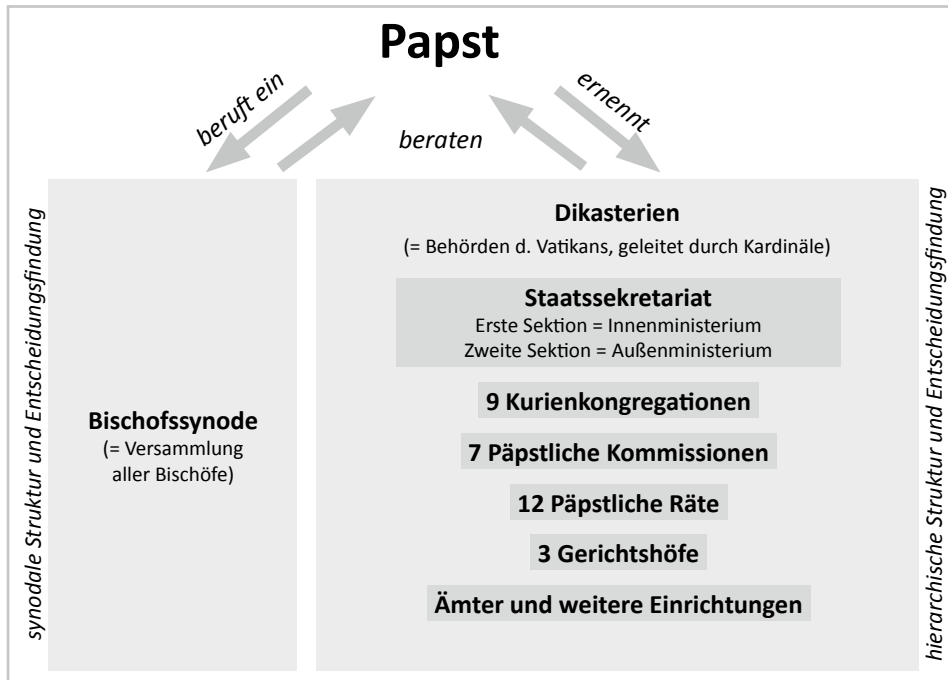 Papst
beruft ein
beraten
ernennt
synodale Struktur und Entscheidungsfindung
Bischofssynode
(= Versammlung
aller Bischöfe)
Dikasterien
(= Behörden d. Vatikans, geleitet durch Kardinäle)
Staatssekretariat
Erste Sektion = Innenministerium
Zweite Sektion = Außenministerium
9 Kurienkongregationen
7 Päpstliche Kommissionen
12 Päpstliche Räte
3 Gerichtshöfe
Ämter und weitere Einrichtungen
hierarchische Struktur und Entscheidungsfindung